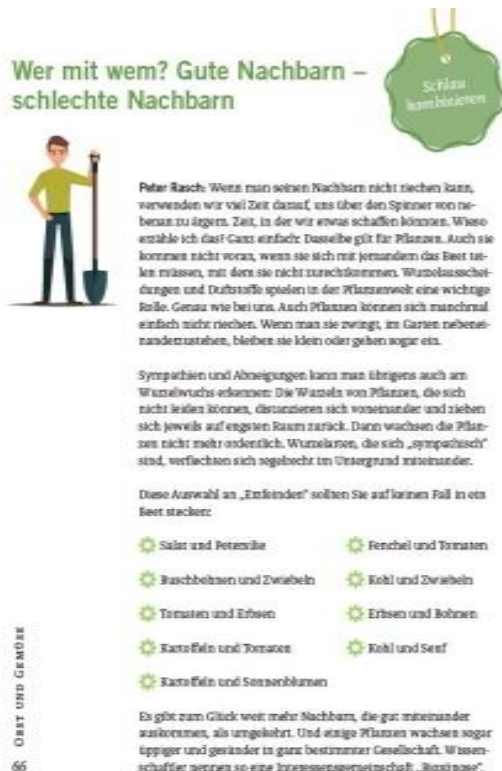 Wer mit wem? Gute Nachbarn –
schlechte Nachbarn
Schlau
kombinieren
Peter Rasch: Wenn man seinen Nachbarn nicht riechen kann,
verwenden wir viel Zeit darauf, uns über den Spinner von ne-
benan zu ärgern. Zeit, in der wir etwas schaffen könnten. Wieso
erzähle ich das? Ganz einfach: Dasselbe gilt für Pflanzen. Auch sie
kommen nicht voran, wenn sie sich mit jemandem das Beet tei-
len müssen, mit dem sie nicht zurechtkommen. Wurzelausschei-
dungen und Duftstoffe spielen in der Pflanzenwelt eine wichtige
Rolle. Genau wie bei uns. Auch Pflanzen können sich manchmal
einfach nicht riechen. Wenn man sie zwingt, im Garten nebenei-
nanderzustehen, bleiben sie klein oder gehen sogar ein.
Sympathien und Abneigungen kann man übrigens auch am
Wurzelwuchs erkennen: Die Wurzeln von Pflanzen, die sich
nicht leiden können, distanzieren sich voneinander und ziehen
sich jeweils auf engsten Raum zurück. Dann wachsen die Pflan-
zen nicht mehr ordentlich. Wurzelarten, die sich „sympathisch“
sind, verflechten sich regelrecht im Untergrund miteinander.
Diese Auswahl an „Erzfeinden“ sollten Sie auf keinen Fall in ein
Beet stecken:
Salat und Petersilie
Fenchel und Tomaten
Buschbohnen und Zwiebeln
Kohl und Zwiebeln
Tomaten und Erbsen
Erbsen und Bohnen
Kartoffeln und Tomaten
Kohl und Senf
Kartoffeln und Sonnenblumen
Es gibt zum Glück weit mehr Nachbarn, die gut miteinander
auskommen, als umgekehrt. Und einige Pflanzen wachsen sogar
üppiger und gesünder in ganz bestimmter Gesellschaft. Wissen-
schaftler nennen so eine Interessensgemeinschaft „Biozönose“.
OBST UND GEMÜSE
66